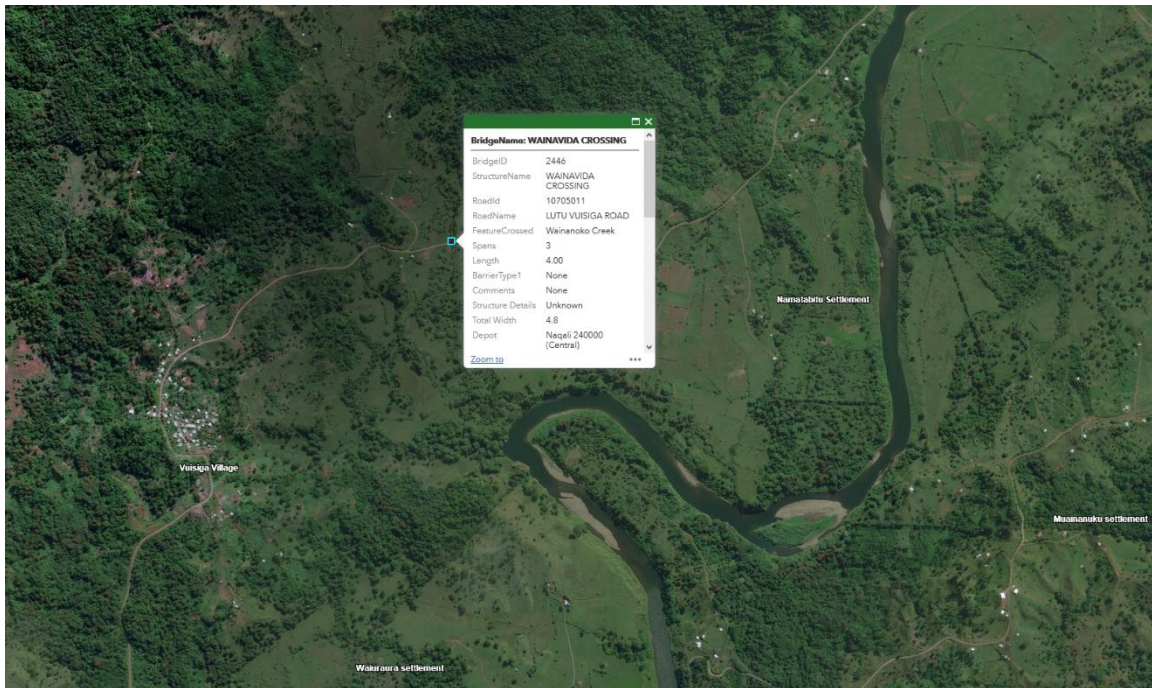 BridgeName: WAINAVIDA CROSSING
BridgeID 2446
StructureName WAINAVIDA
CROSSING
RoadId 10705011
RoadName LUTU VUISIGA ROAD
FeatureCrossed Wainanoko Creek
Spans 3
Length 4.00
BarrierType1 None
Comments None
Structure Details Unknown
Total Width 4.8
Depot Naqali 240000
(Central)
Zoom to
Namatabitu Settlement
Vuisiga Village
Muainanuku settlement
Waiuraura settlement